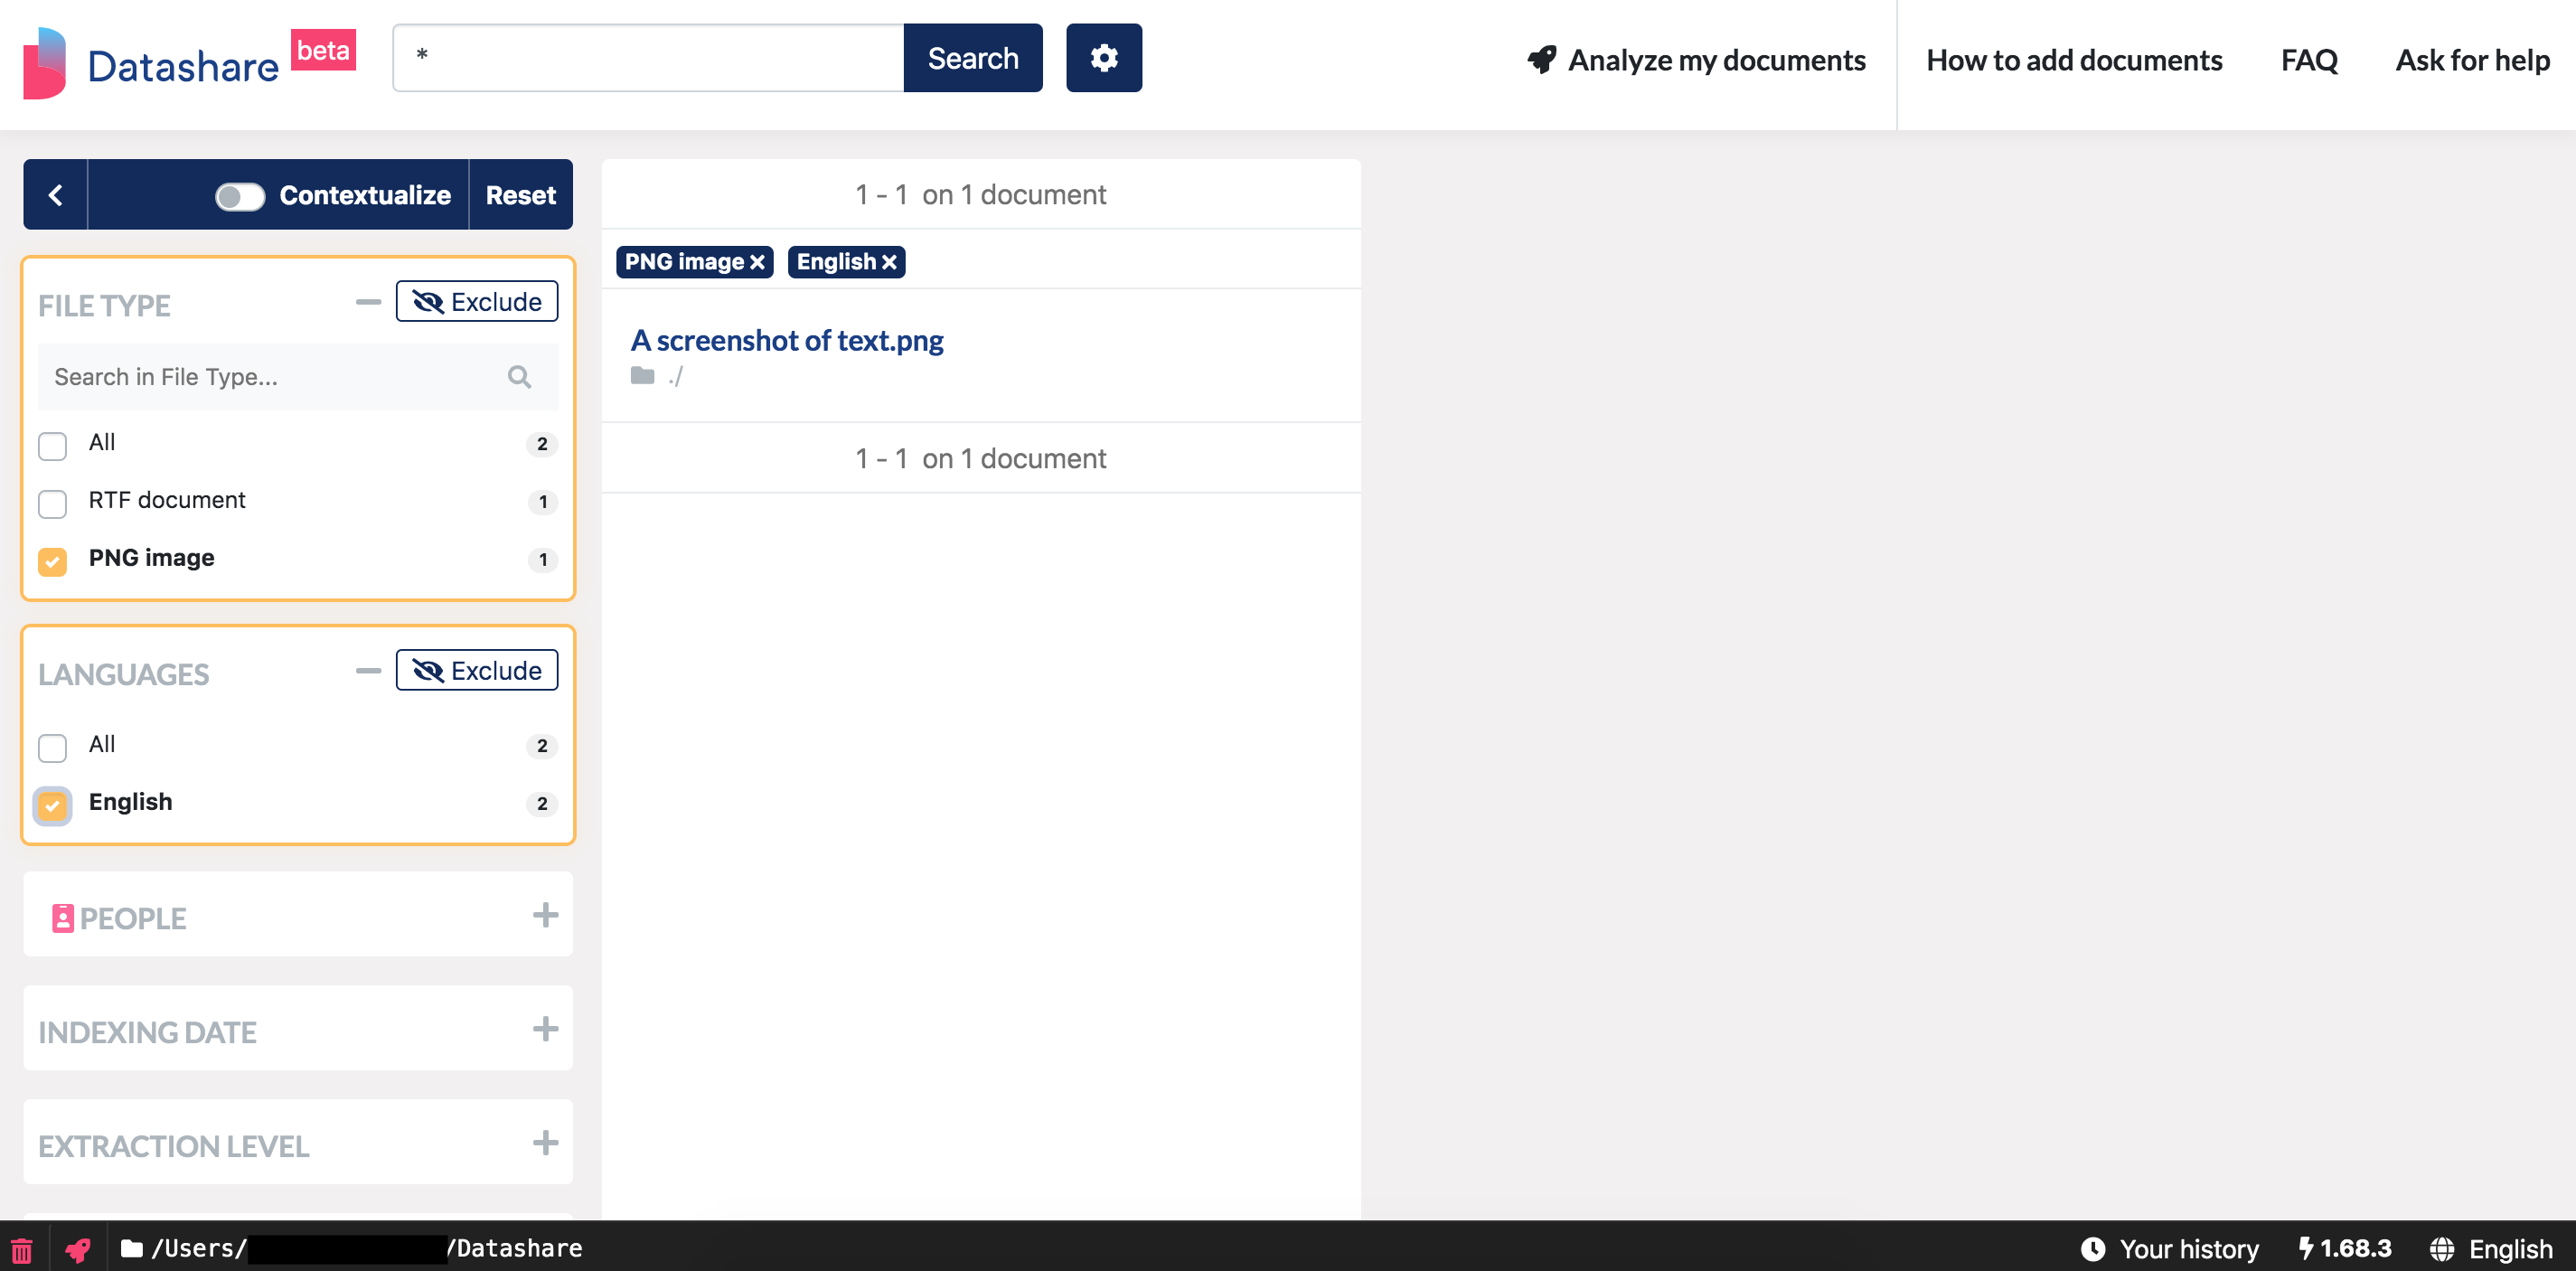 Datashare beta
*
Search
Analyze my documents
How to add documents
FAQ
Ask for help
Contextualize
Reset
FILE TYPE
Exclude
Search in File Type...
All 2
RTF document 1
PNG image 1
LANGUAGES
Exclude
All 2
English 2
PEOPLE
INDEXING DATE
EXTRACTION LEVEL
1 - 1 on 1 document
PNG image English
A screenshot of text.png
./
1 - 1 on 1 document
/Users/ /Datashare
Your history
1.68.3
English